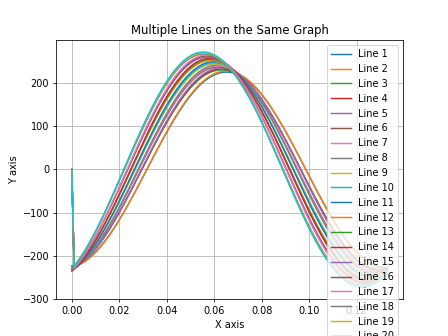 Multiple Lines on the Same Graph
Y axis
200
100
0
−100
−200
−300
0.00
0.02
0.04
0.06
0.08
0.10
X axis
Line 1
Line 2
Line 3
Line 4
Line 5
Line 6
Line 7
Line 8
Line 9
Line 10
Line 11
Line 12
Line 13
Line 14
Line 15
Line 16
Line 17
Line 18
Line 19
Line 20